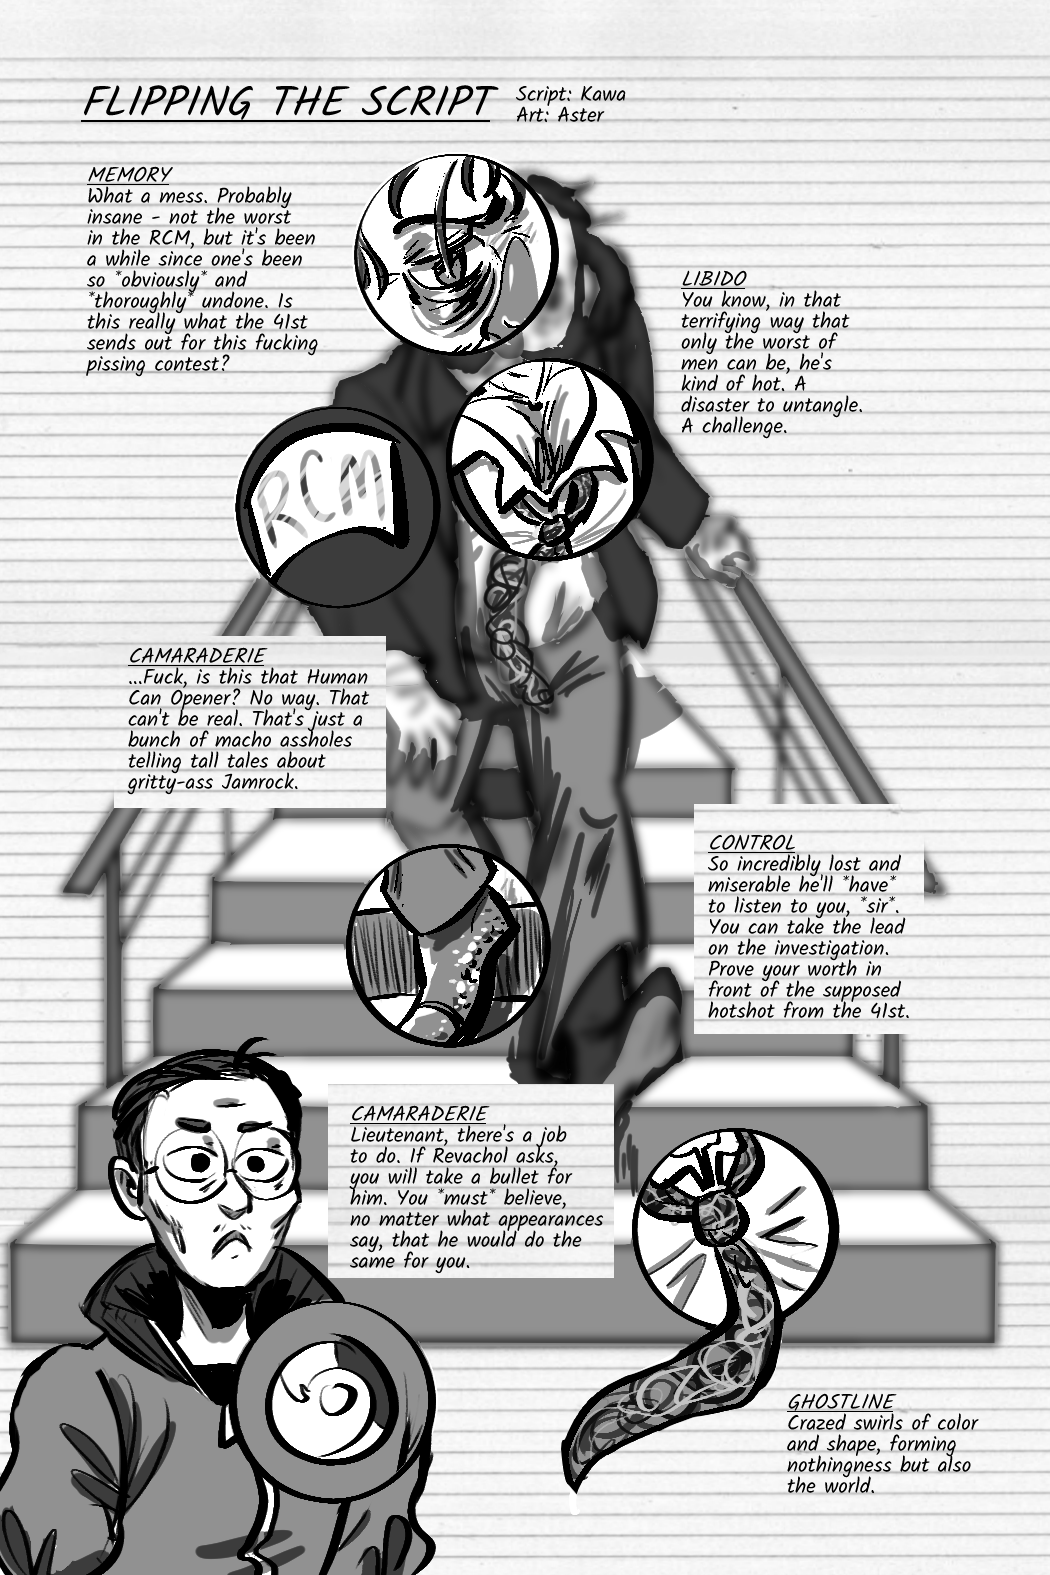 FLIPPING THE SCRIPT
Script: Kawa
Art: Aster
MEMORY
What a mess. Probably
insane - not the worst
in the RCM, but it's been
a while since one's been
so *obviously* and
*thoroughly* undone. Is
this really what the 41st
sends out for this fucking
pissing contest?
LIBIDO
You know, in that
terrifying way that
only the worst of
men can be, he's
kind of hot. A
disaster to untangle.
A challenge.
RCM
CAMARADERIE
...Fuck, is this that Human
Can Opener? No way. That
can't be real. That's just a
bunch of macho assholes
telling tall tales about
gritty-ass Jamrock.
CONTROL
So incredibly lost and
miserable he'll *have*
to listen to you, *sir*.
You can take the lead
on the investigation.
Prove your worth in
front of the supposed
hotshot from the 41st.
CAMARADERIE
Lieutenant, there's a job
to do. If Revachol asks,
you will take a bullet for
him. You *must* believe,
no matter what appearances
say, that he would do the
same for you.
GHOSTLINE
Crazed swirls of color
and shape, forming
nothingness but also
the world.